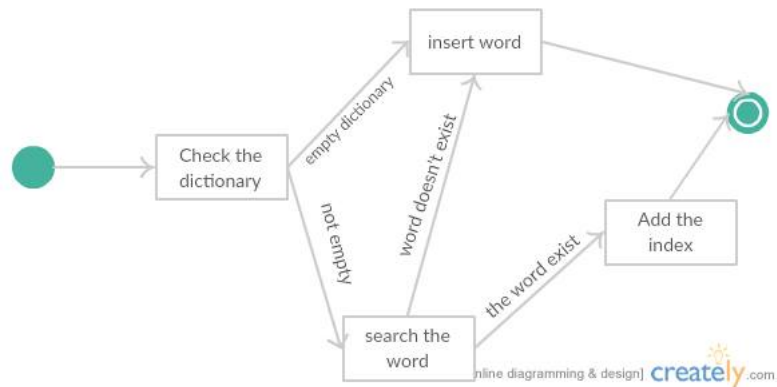 insert word
empty dictionary
Check the
dictionary
not empty
word doesn't exist
the word exist
Add the
index
search the
word
nline diagramming & design] creately.com